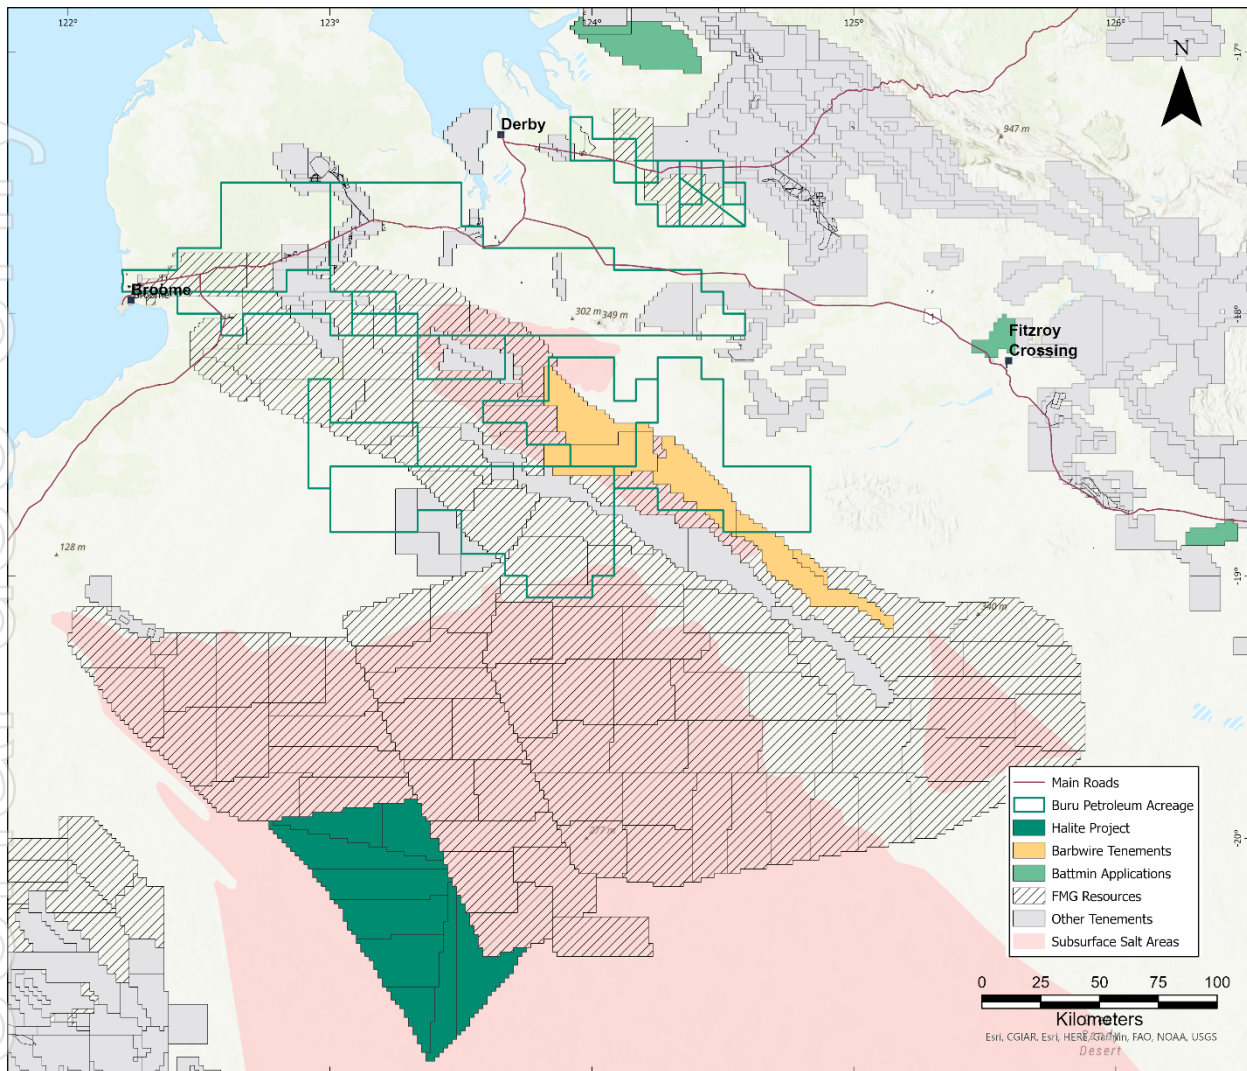 122°
123°
124°
125°
126°
-17°
N
947 m
Derby
Broome
Broome
302 m
349 m
-18°
1
Fitzroy
Crossing
128 m
-19°
340 m
277 m
-20°
Main Roads
Buru Petroleum Acreage
Halite Project
Barbwire Tenements
Battmin Applications
FMG Resources
Other Tenements
Subsurface Salt Areas
0 25 50 75 100
Kilometers
Esri, CGIAR, Esri, HERE, Garmin, FAO, NOAA, USGS
Desert